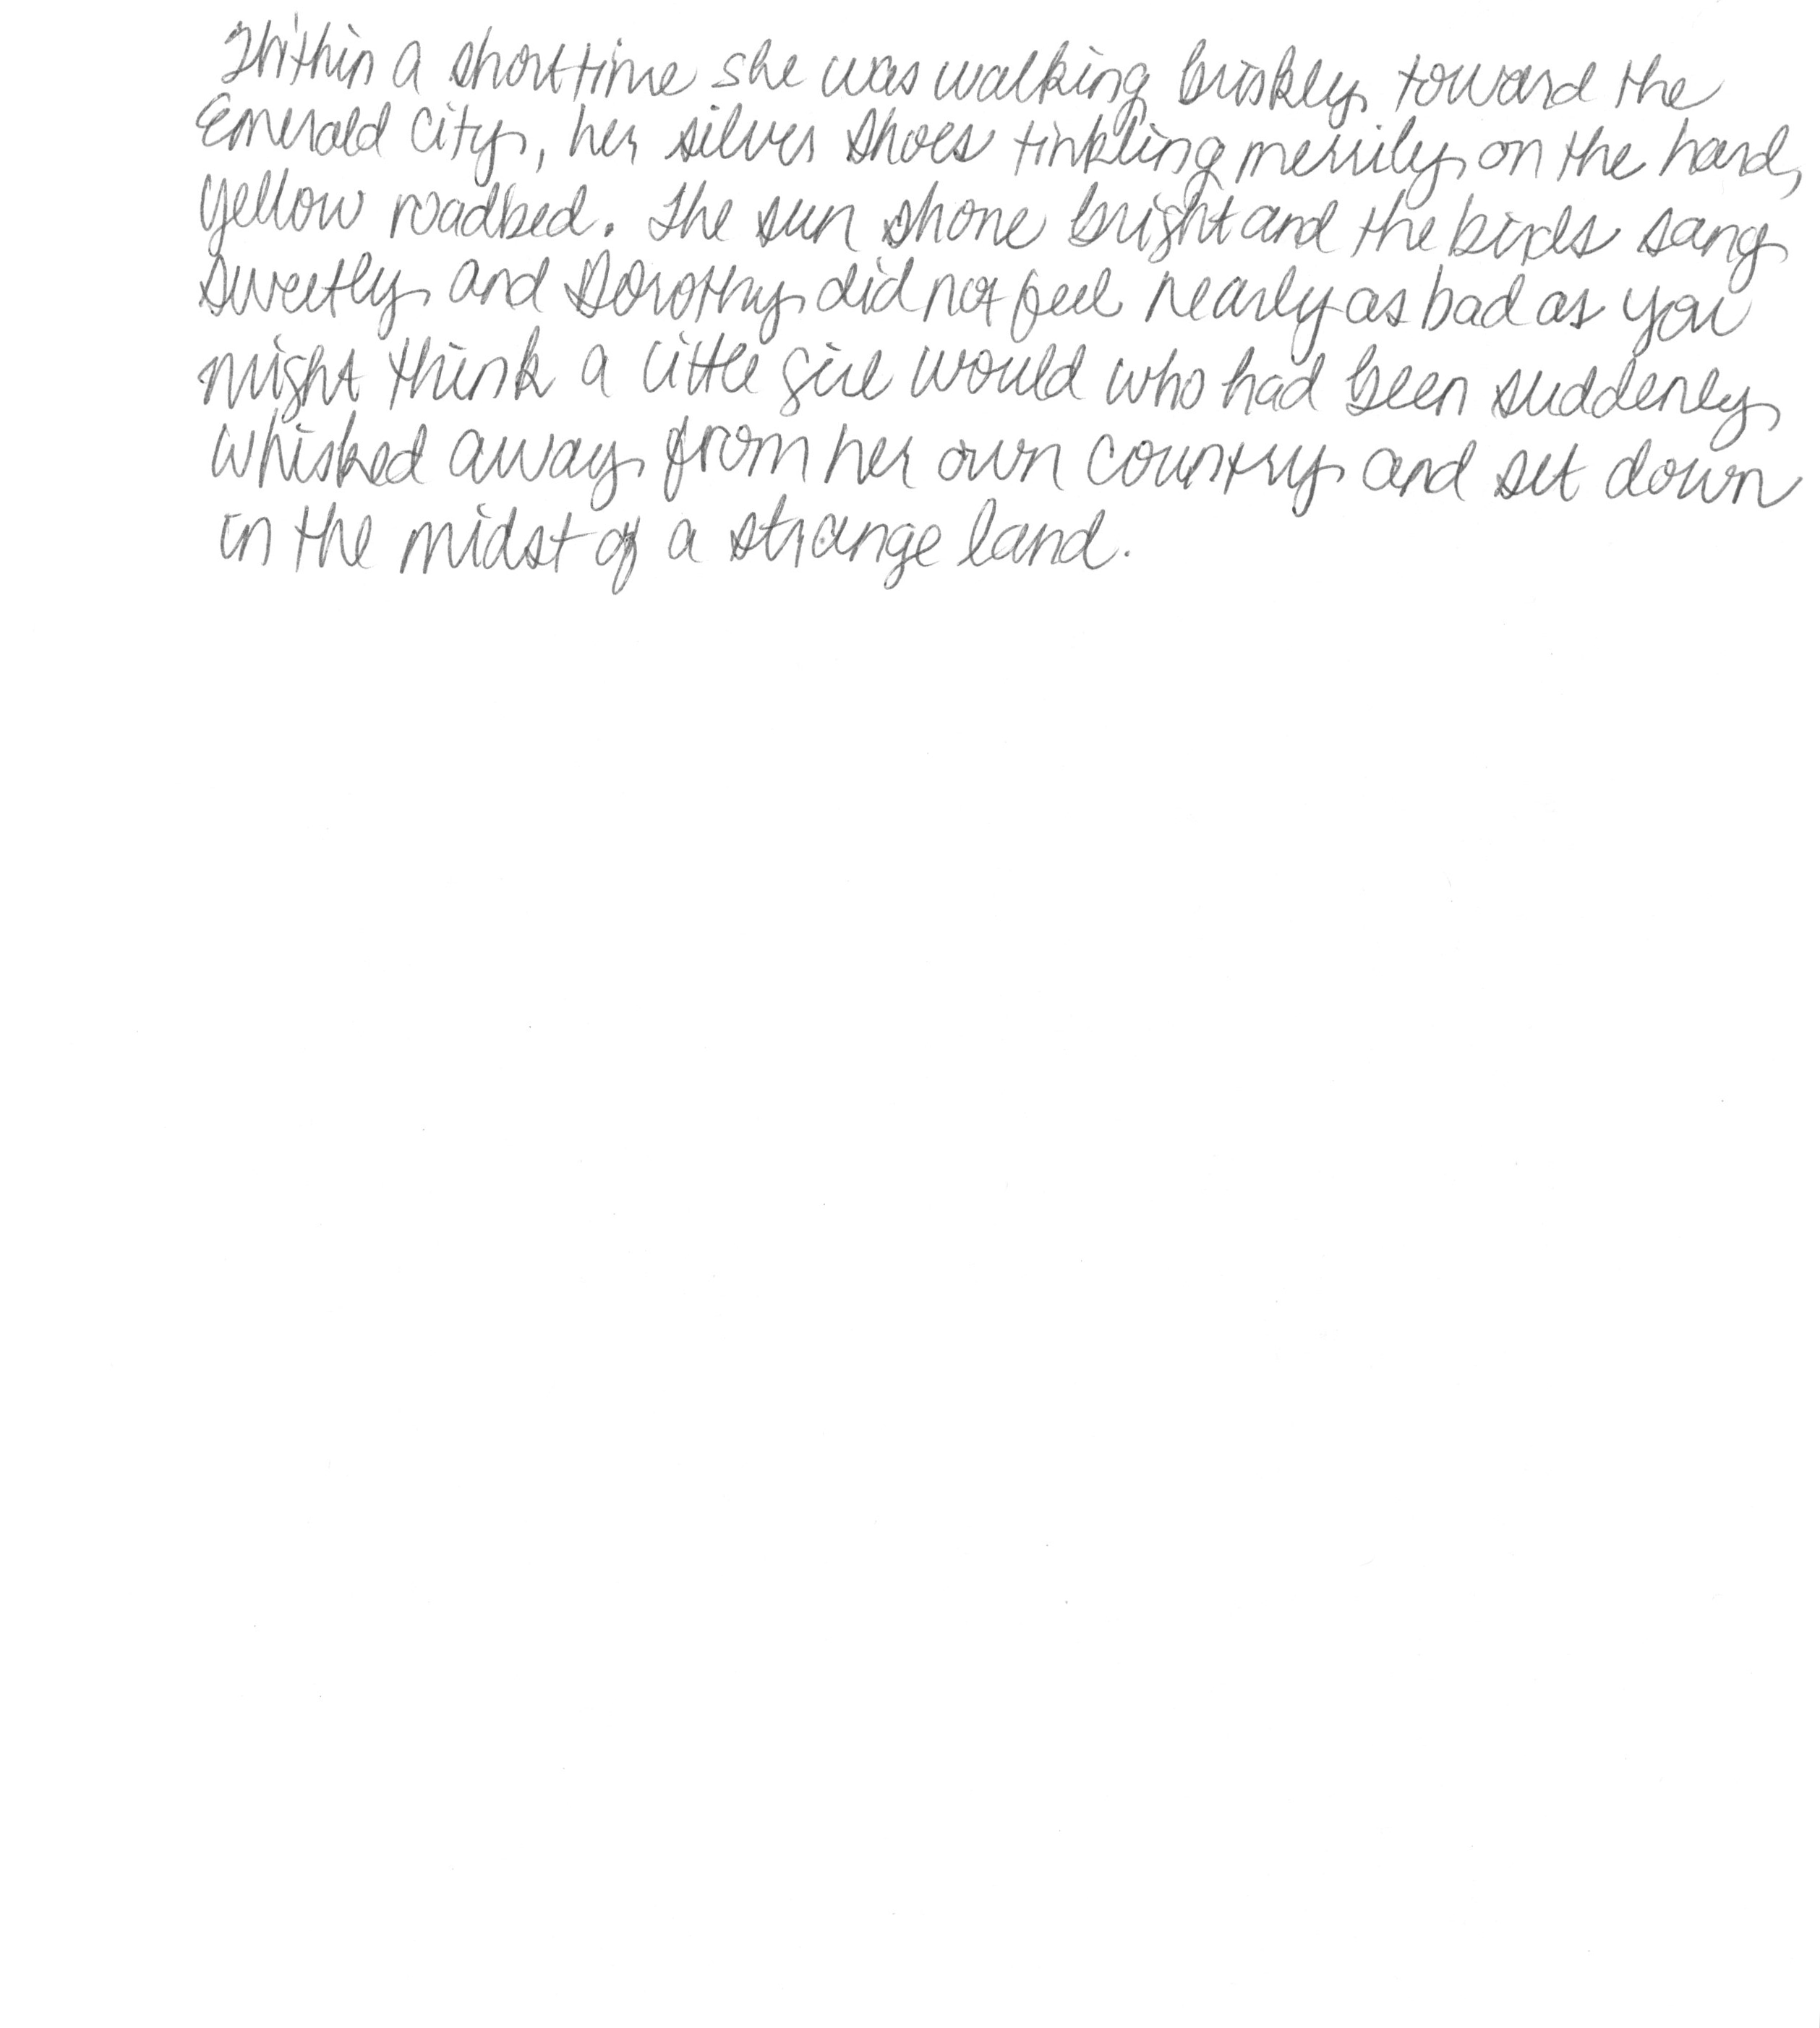 Within a short time she was walking briskly toward the
Emerald City, her silver shoes tinkling merrily on the hard,
yellow roadbed. The sun shone bright and the birds sang
sweetly and Dorothy did not feel nearly as bad as you
might think a little girl would who had been suddenly
whisked away from her own country and set down
in the midst of a strange land.